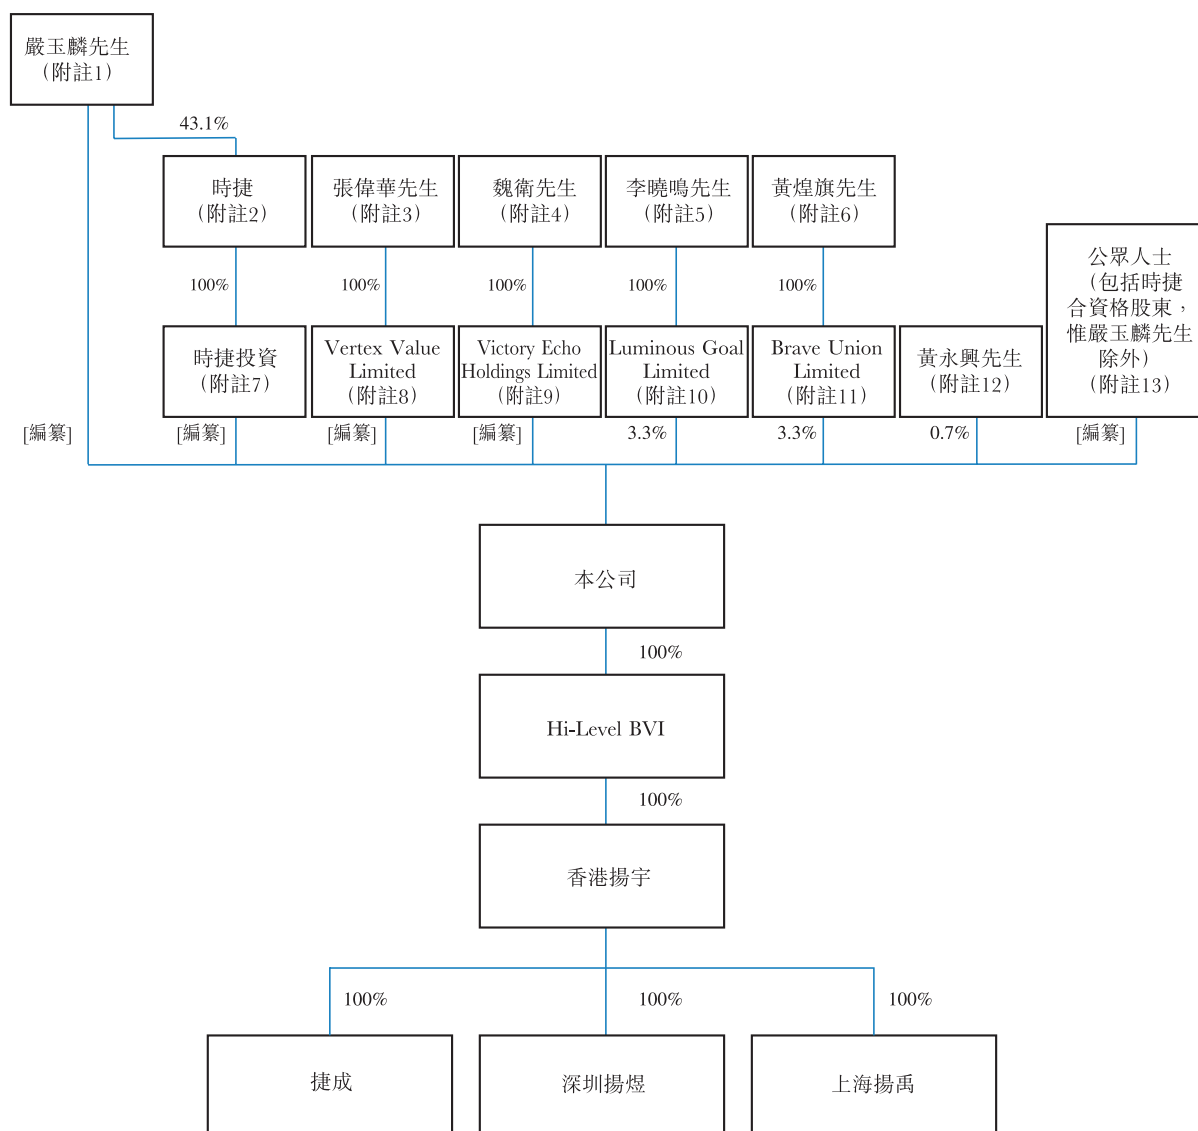 嚴玉麟先生
（附註1）
43.1%
時捷
（附註2）
張偉華先生
（附註3）
魏衛先生
（附註4）
李曉鳴先生
（附註5）
黃煌旗先生
（附註6）
100%
100%
100%
100%
100%
時捷投資
（附註7）
Vertex Value
Limited
（附註8）
Victory Echo
Holdings Limited
（附註9）
Luminous Goal
Limited
（附註10）
Brave Union
Limited
（附註11）
黃永興先生
（附註12）
公眾人士
（包括時捷
合資格股東，
惟嚴玉麟先生
除外）
（附註13）
[編纂]
[編纂]
[編纂]
[編纂]
3.3%
3.3%
0.7%
[編纂]
本公司
100%
Hi-Level BVI
100%
香港揚宇
100%
100%
100%
捷成
深圳揚煜
上海揚禹